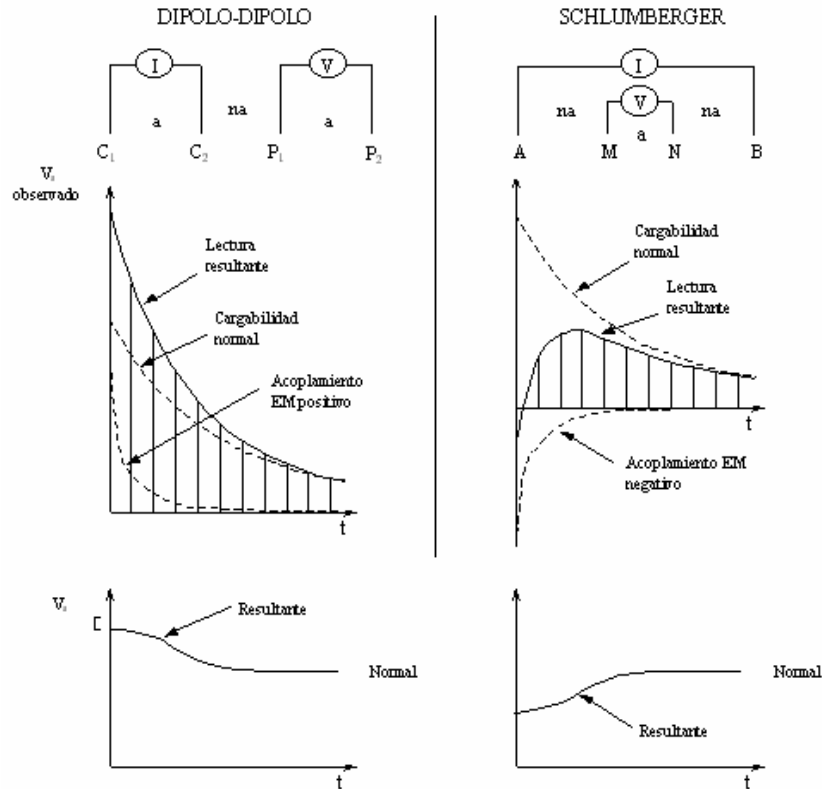 DIPOLO-DIPOLO
I
V
na
a
a
C₁
C₂
P₁
P₂
Vₛ
observado
Lectura
resultante
Cargabilidad
normal
Acoplamiento
EM positivo
t
SCHLUMBERGER
I
V
na
na
a
A
M
N
B
Cargabilidad
normal
Lectura
resultante
t
Acoplamiento EM
negativo
Resultante
Normal
t
Normal
Resultante
t